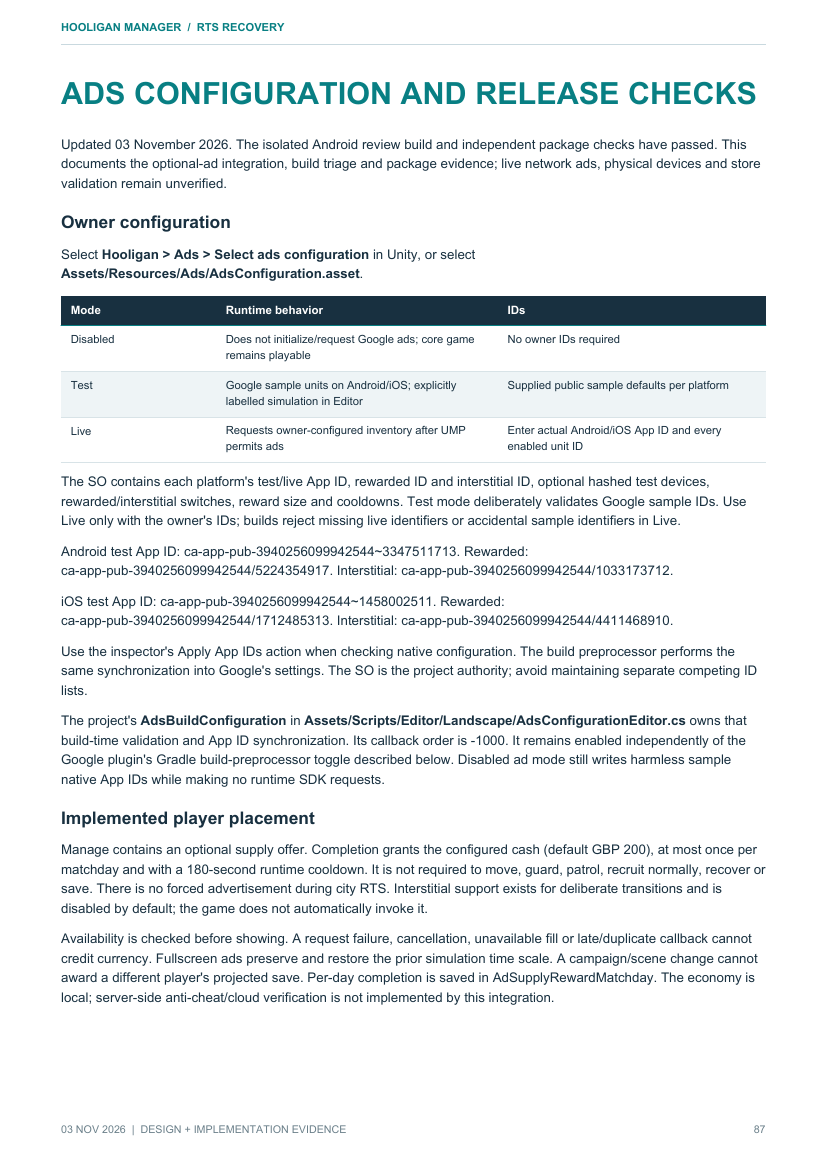 HOOLIGAN MANAGER / RTS RECOVERY
ADS CONFIGURATION AND RELEASE CHECKS
Updated 03 November 2026. The isolated Android review build and independent package checks have passed. This
documents the optional-ad integration, build triage and package evidence; live network ads, physical devices and store
validation remain unverified.
Owner configuration
Select Hooligan > Ads > Select ads configuration in Unity, or select
Assets/Resources/Ads/AdsConfiguration.asset.
Mode Runtime behavior IDs
Disabled Does not initialize/request Google ads; core game No owner IDs required
remains playable
Test Google sample units on Android/iOS; explicitly Supplied public sample defaults per platform
labelled simulation in Editor
Live Requests owner-configured inventory after UMP Enter actual Android/iOS App ID and every
permits ads enabled unit ID
The SO contains each platform's test/live App ID, rewarded ID and interstitial ID, optional hashed test devices,
rewarded/interstitial switches, reward size and cooldowns. Test mode deliberately validates Google sample IDs. Use
Live only with the owner's IDs; builds reject missing live identifiers or accidental sample identifiers in Live.
Android test App ID: ca-app-pub-3940256099942544~3347511713. Rewarded:
ca-app-pub-3940256099942544/5224354917. Interstitial: ca-app-pub-3940256099942544/1033173712.
iOS test App ID: ca-app-pub-3940256099942544~1458002511. Rewarded:
ca-app-pub-3940256099942544/1712485313. Interstitial: ca-app-pub-3940256099942544/4411468910.
Use the inspector's Apply App IDs action when checking native configuration. The build preprocessor performs the
same synchronization into Google's settings. The SO is the project authority; avoid maintaining separate competing ID
lists.
The project's AdsBuildConfiguration in Assets/Scripts/Editor/Landscape/AdsConfigurationEditor.cs owns that
build-time validation and App ID synchronization. Its callback order is -1000. It remains enabled independently of the
Google plugin's Gradle build-preprocessor toggle described below. Disabled ad mode still writes harmless sample
native App IDs while making no runtime SDK requests.
Implemented player placement
Manage contains an optional supply offer. Completion grants the configured cash (default GBP 200), at most once per
matchday and with a 180-second runtime cooldown. It is not required to move, guard, patrol, recruit normally, recover or
save. There is no forced advertisement during city RTS. Interstitial support exists for deliberate transitions and is
disabled by default; the game does not automatically invoke it.
Availability is checked before showing. A request failure, cancellation, unavailable fill or late/duplicate callback cannot
credit currency. Fullscreen ads preserve and restore the prior simulation time scale. A campaign/scene change cannot
award a different player's projected save. Per-day completion is saved in AdSupplyRewardMatchday. The economy is
local; server-side anti-cheat/cloud verification is not implemented by this integration.
03 NOV 2026 | DESIGN + IMPLEMENTATION EVIDENCE 87